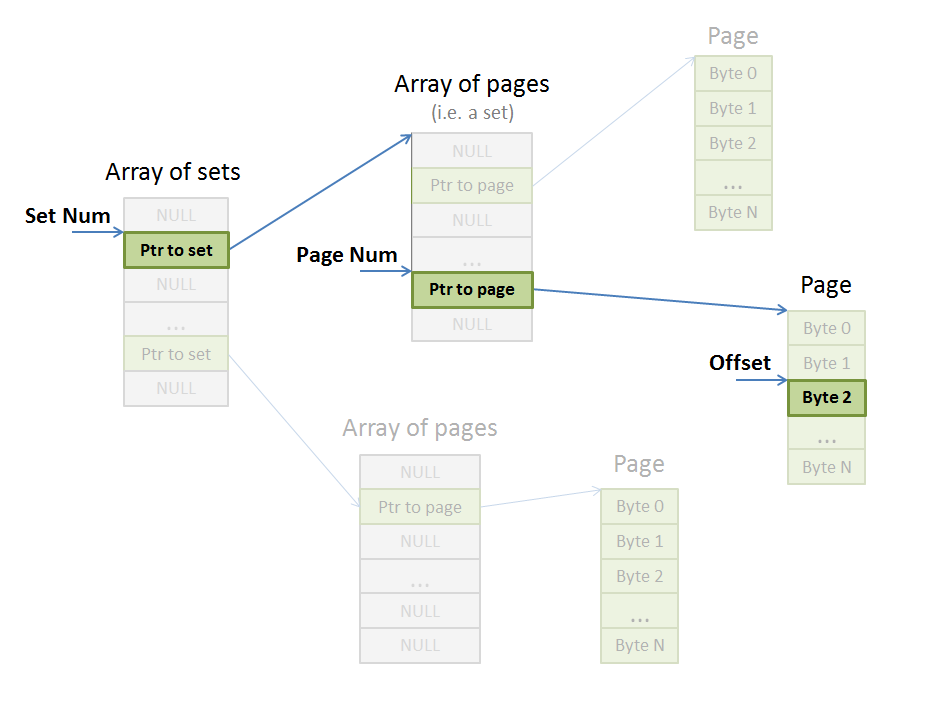 Array of sets
Set Num
NULL
Ptr to set
NULL
...
Ptr to set
NULL
Array of pages
(i.e. a set)
NULL
Ptr to page
NULL
...
Page Num
Ptr to page
NULL
Page
Byte 0
Byte 1
Byte 2
...
Byte N
Page
Byte 0
Byte 1
Offset
Byte 2
...
Byte N
Array of pages
NULL
Ptr to page
NULL
...
NULL
NULL
Page
Byte 0
Byte 1
Byte 2
...
Byte N